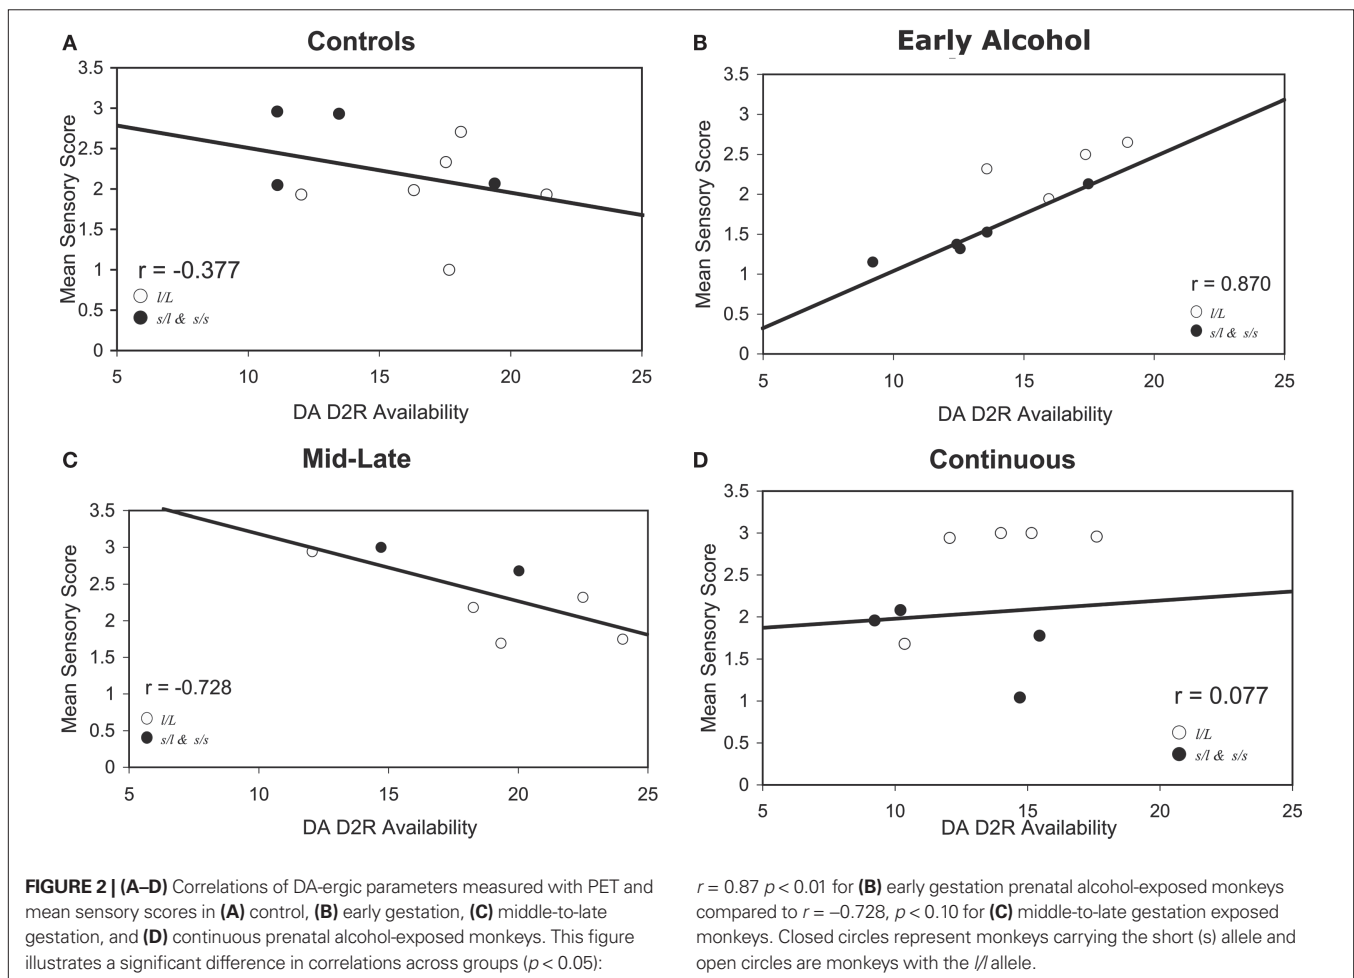 A
Controls
3.5
3
2.5
2
1.5
1
0.5
0
5
10
15
20
25
Mean Sensory Score
DA D2R Availability
r = -0.377
l/L
s/l & s/s
B
Early Alcohol
3.5
3
2.5
2
1.5
1
0.5
0
5
10
15
20
25
Mean Sensory Score
DA D2R Availability
r = 0.870
l/L
s/l & s/s
C
Mid-Late
3.5
3
2.5
2
1.5
1
0.5
0
5
10
15
20
25
Mean Sensory Score
DA D2R Availability
r = -0.728
l/L
s/l & s/s
D
Continuous
3.5
3
2.5
2
1.5
1
0.5
0
5
10
15
20
25
Mean Sensory Score
DA D2R Availability
r = 0.077
l/L
s/l & s/s
FIGURE 2 | (A–D) Correlations of DA-ergic parameters measured with PET and
mean sensory scores in (A) control, (B) early gestation, (C) middle-to-late
gestation, and (D) continuous prenatal alcohol-exposed monkeys. This figure
illustrates a significant difference in correlations across groups (p < 0.05):
r = 0.87 p < 0.01 for (B) early gestation prenatal alcohol-exposed monkeys
compared to r = –0.728, p < 0.10 for (C) middle-to-late gestation exposed
monkeys. Closed circles represent monkeys carrying the short (s) allele and
open circles are monkeys with the l/l allele.